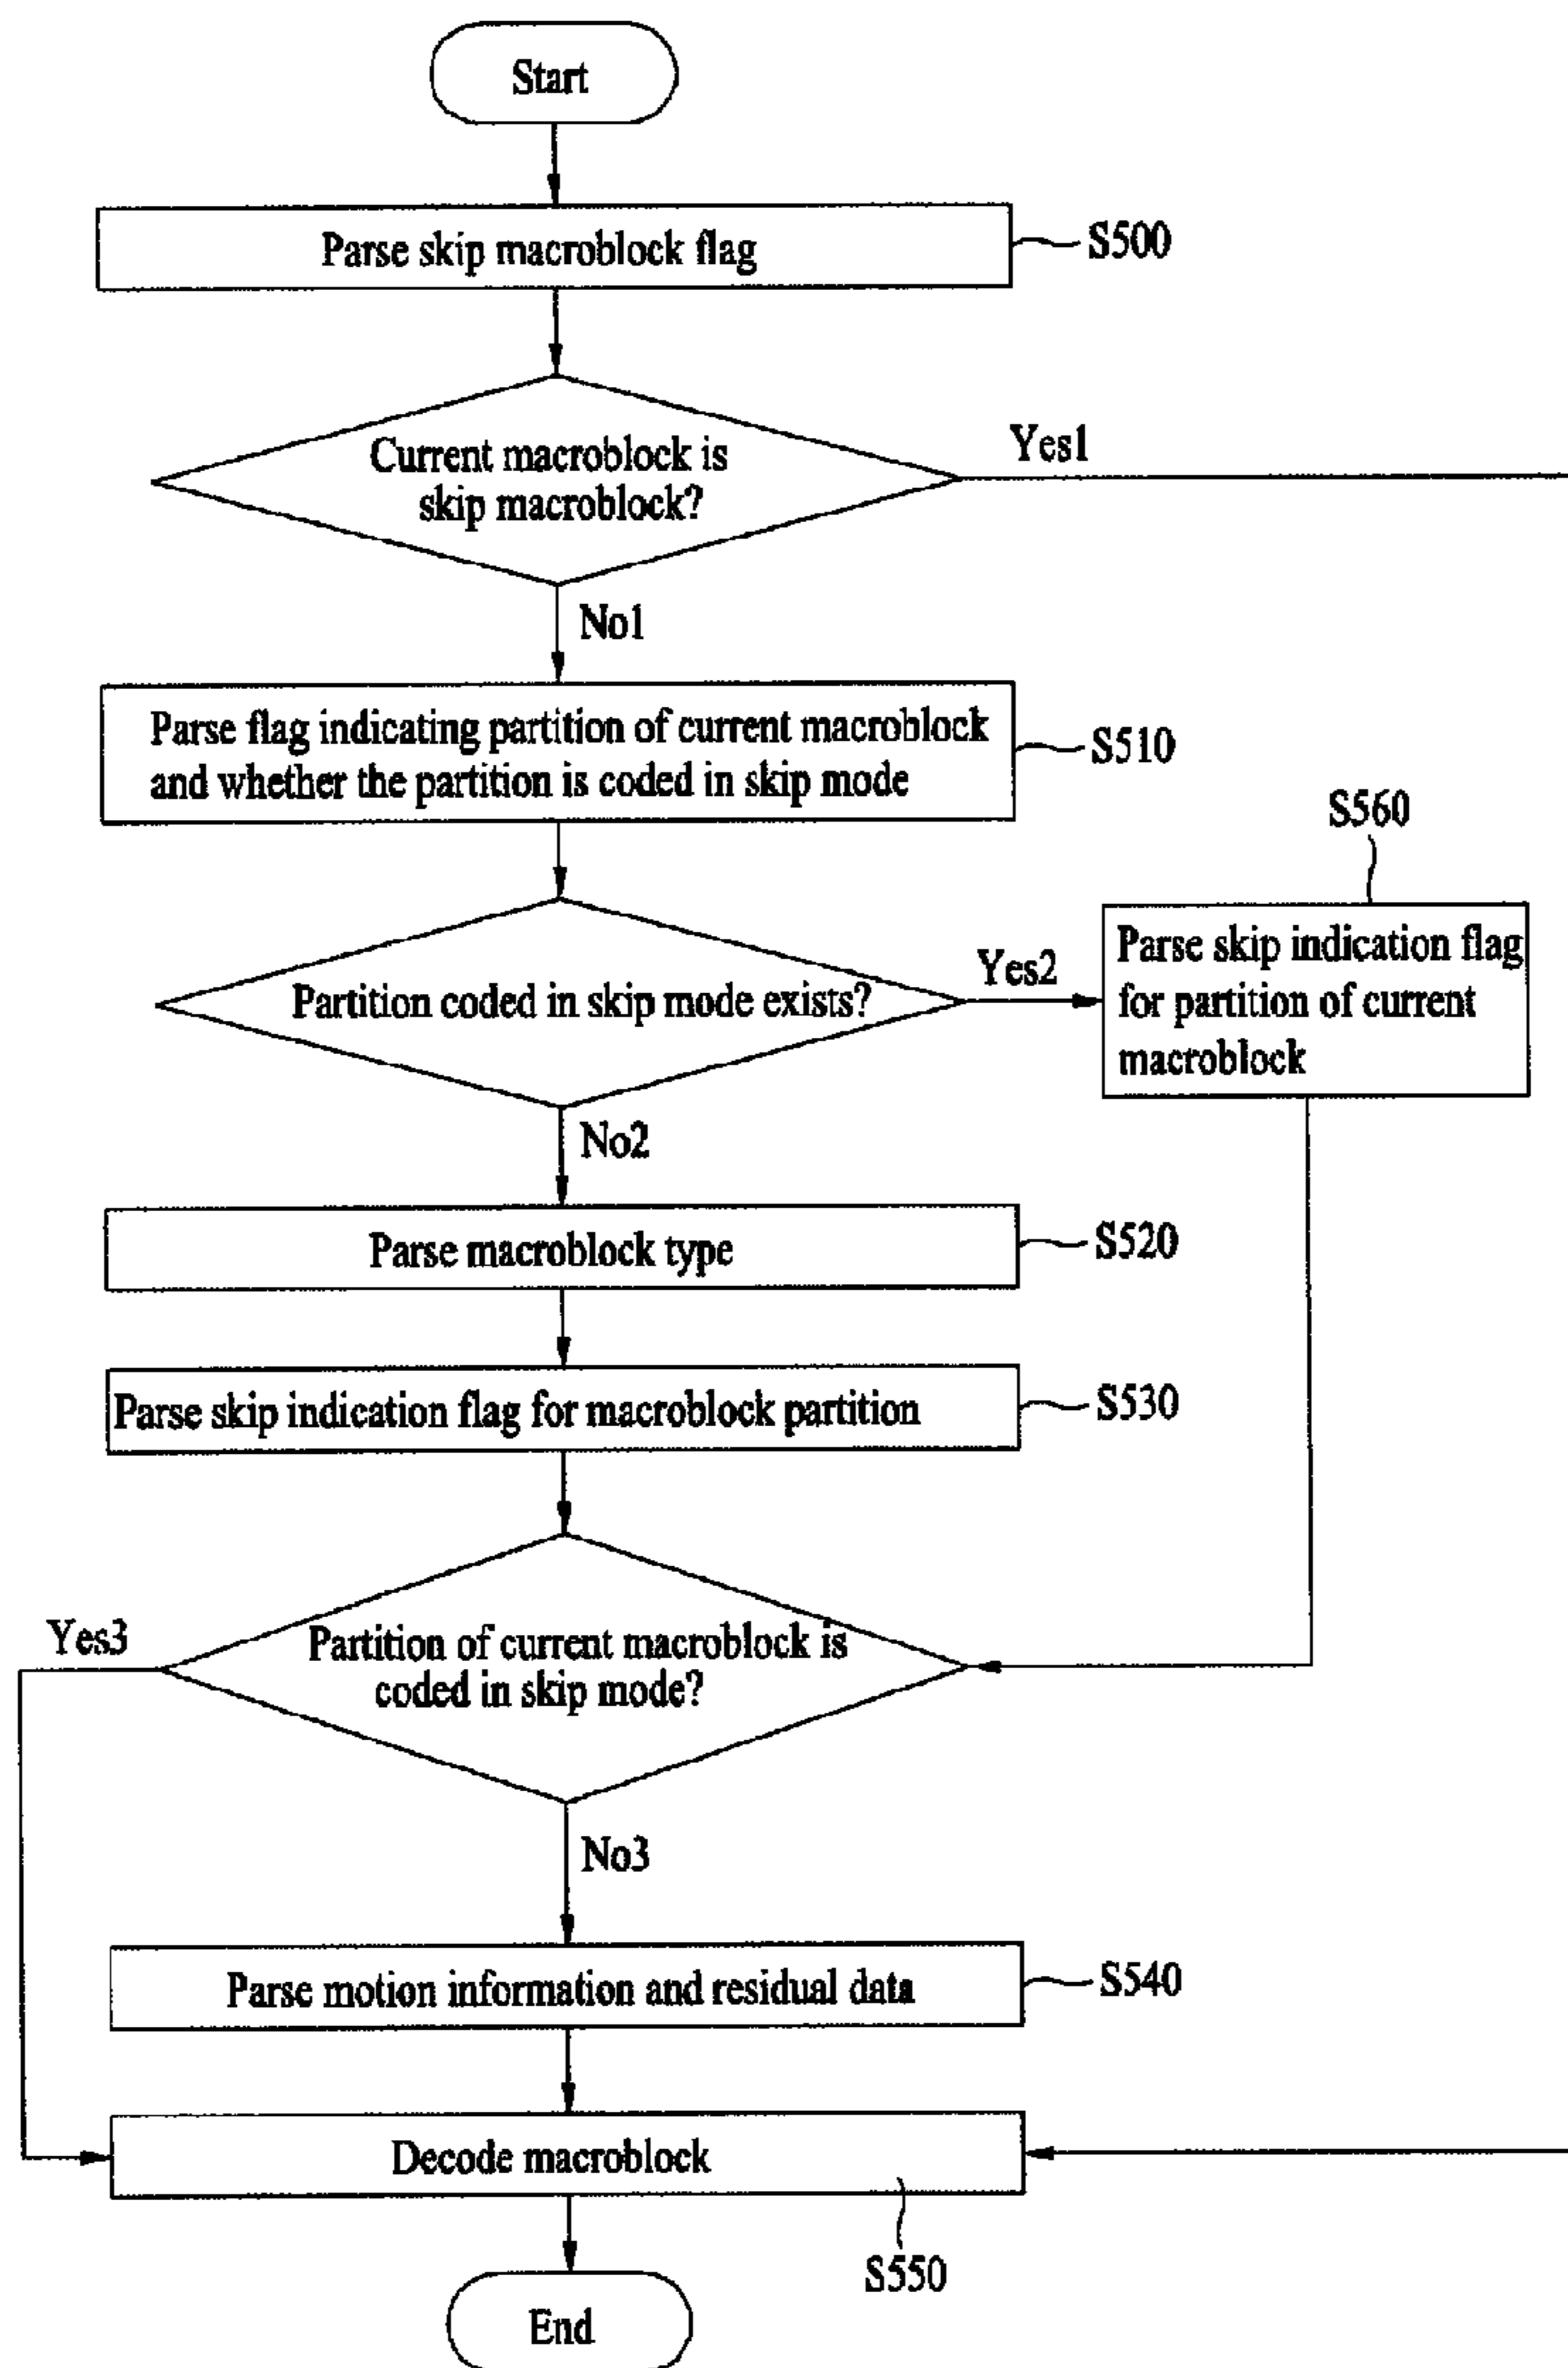 Start
Parse skip macroblock flag
S500
Current macroblock is
skip macroblock?
Yes1
No1
Parse flag indicating partition of current macroblock
and whether the partition is coded in skip mode
S510
S560
Partition coded in skip mode exists?
Yes2
Parse skip indication flag
for partition of current
macroblock
No2
Parse macroblock type
S520
Parse skip indication flag for macroblock partition
S530
Yes3
Partition of current macroblock is
coded in skip mode?
No3
Parse motion information and residual data
S540
Decode macroblock
S550
End